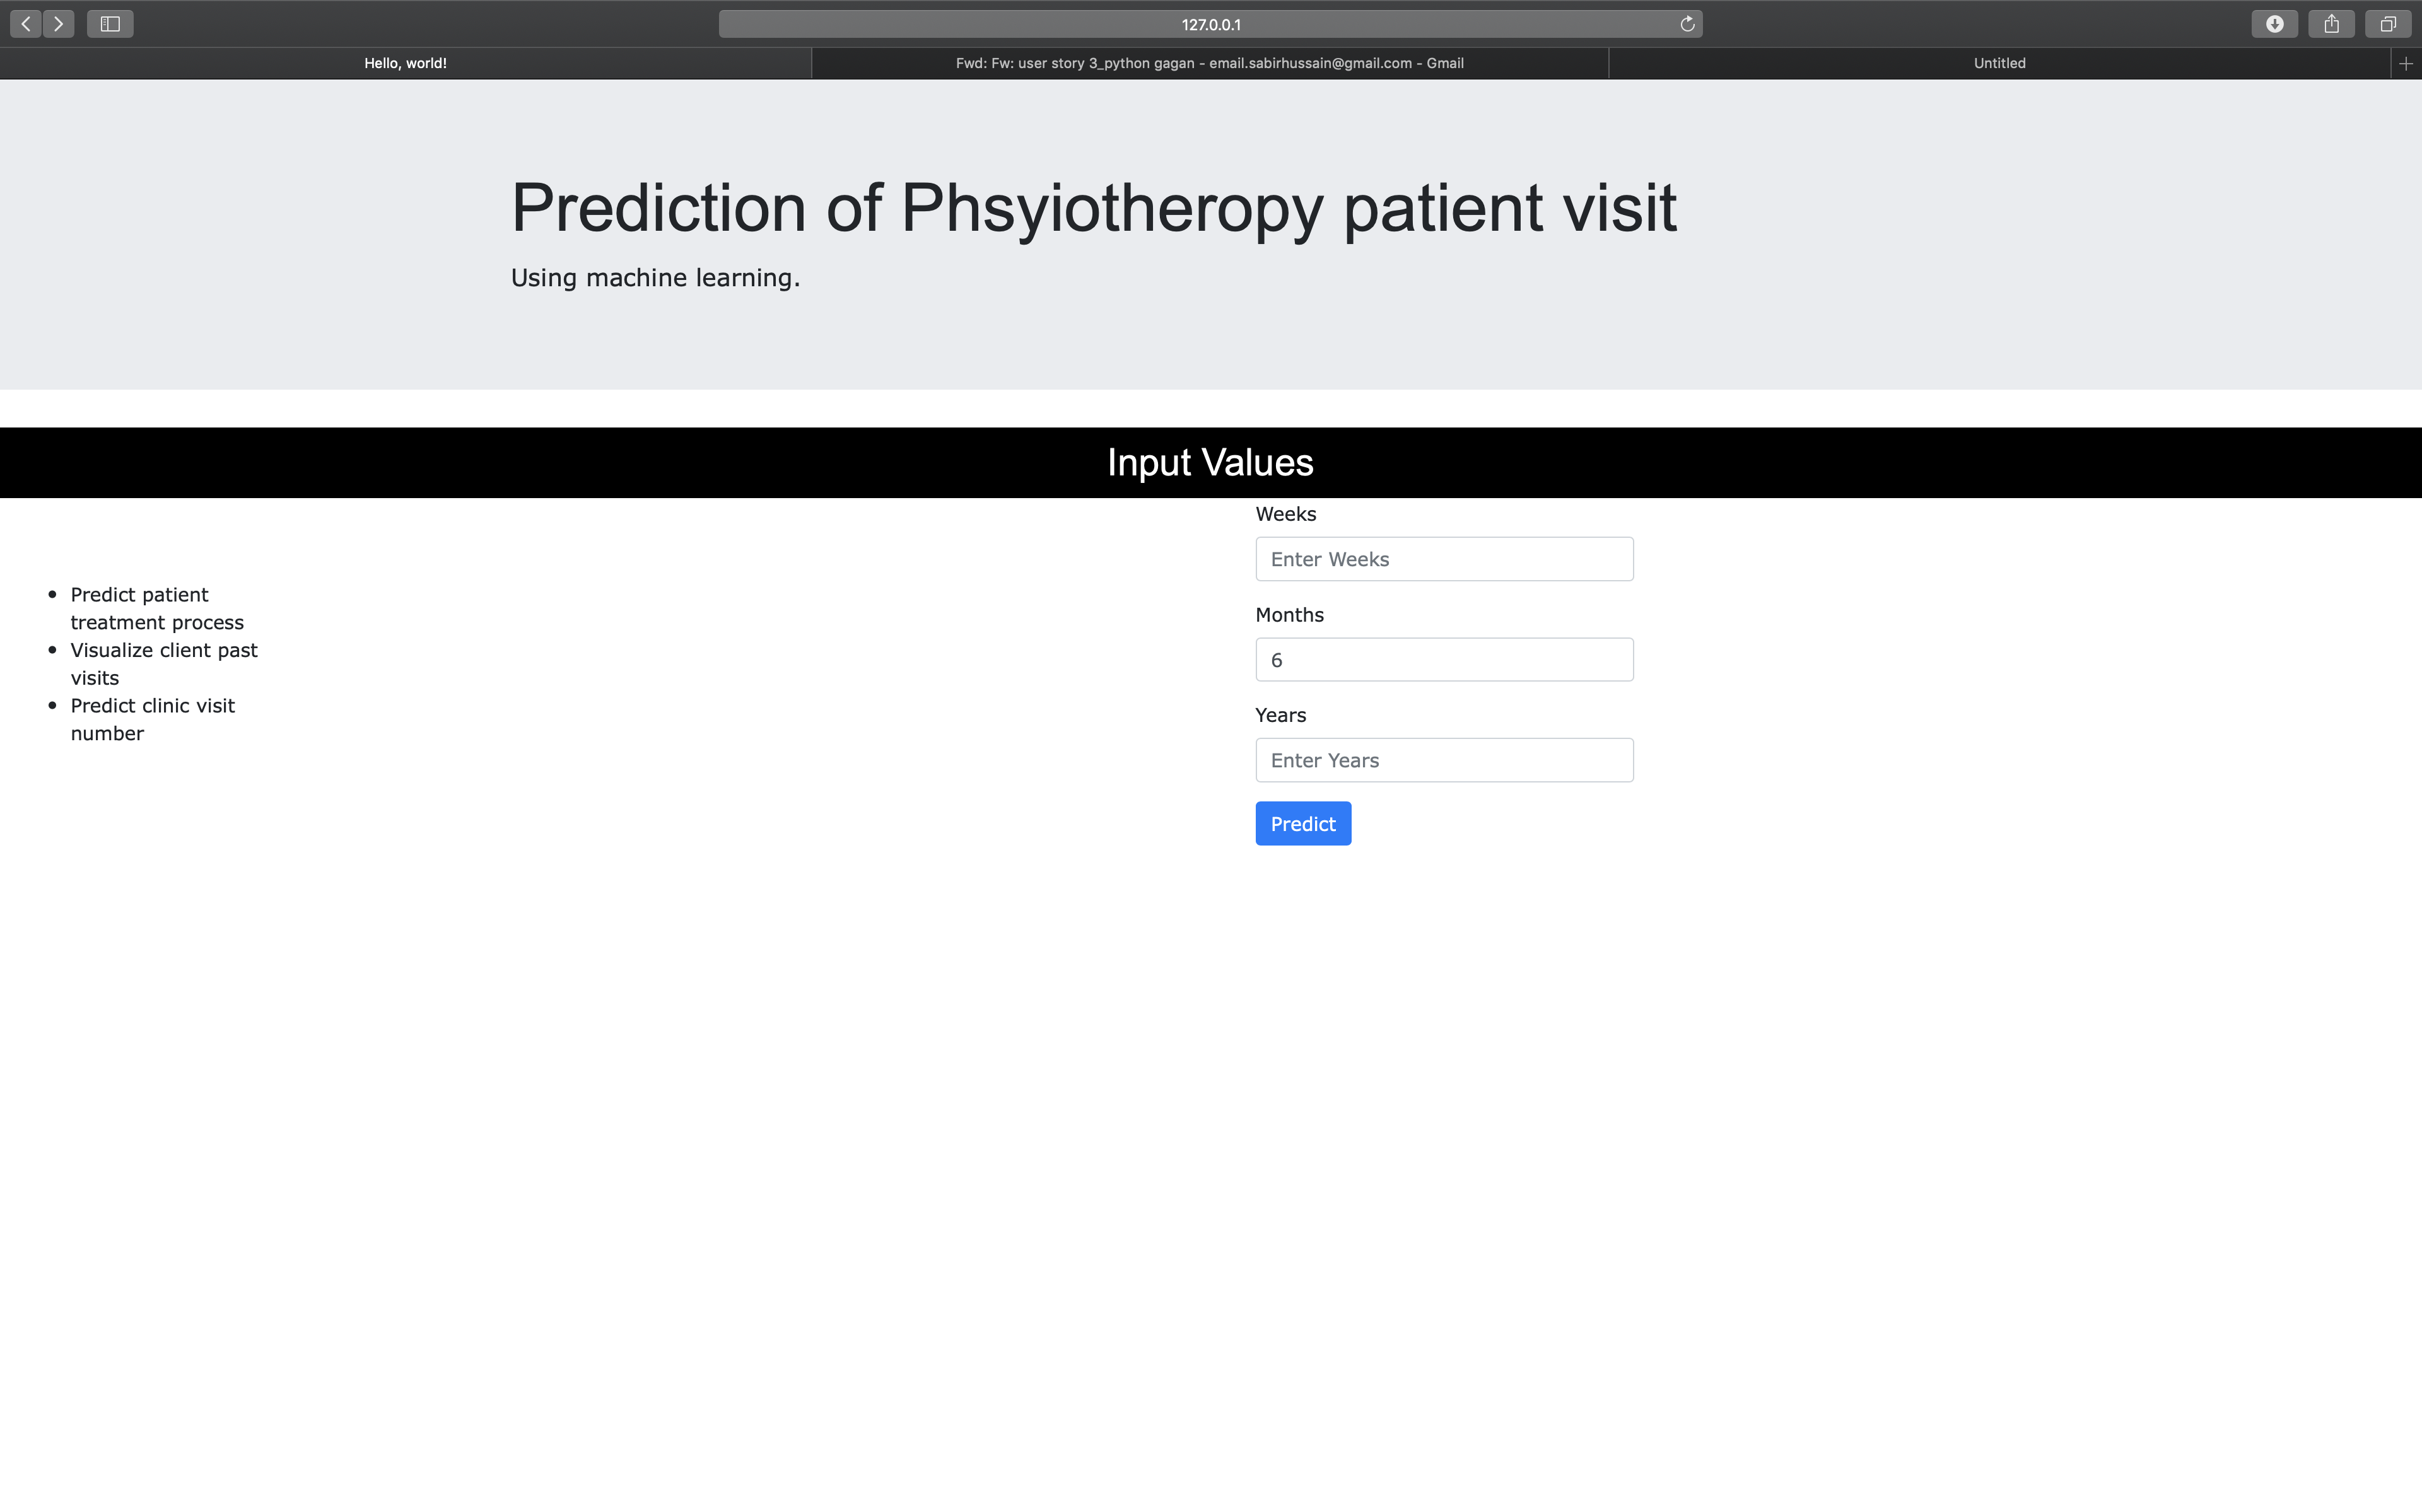 127.0.0.1
Hello, world!
Fwd: Fw: user story 3_python gagan - email.sabirhussain@gmail.com - Gmail
Untitled
Prediction of Phsyiotheropy patient visit
Using machine learning.
Input Values
Weeks
Enter Weeks
Predict patient
treatment process
Visualize client past
visits
Predict clinic visit
number
Months
6
Years
Enter Years
Predict